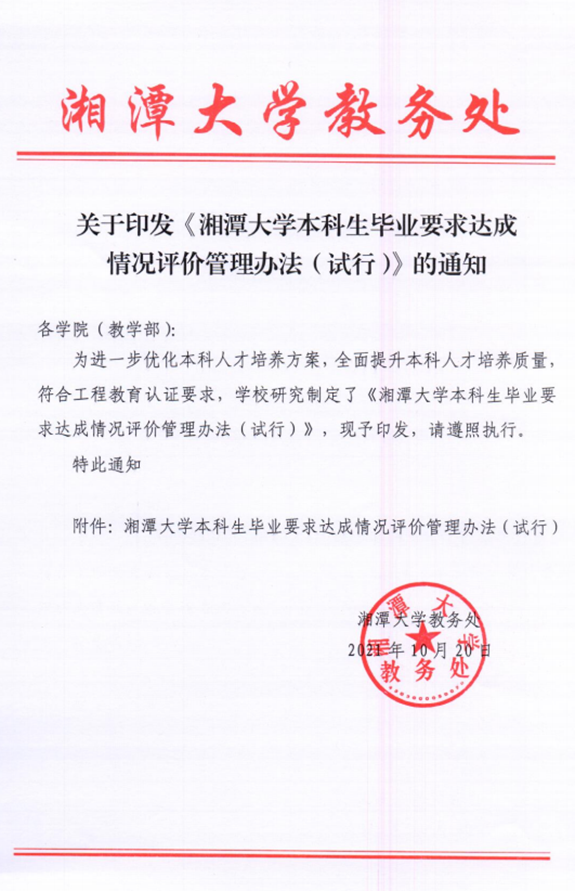 湘潭大学教务处
关于印发《湘潭大学本科生毕业要求达成
情况评价管理办法（试行）》的通知
各学院（教学部）：
为进一步优化本科人才培养方案，全面提升本科人才培养质量，
符合工程教育认证要求，学校研究制定了《湘潭大学本科生毕业要
求达成情况评价管理办法（试行）》，现予印发，请遵照执行。
特此通知
附件：湘潭大学本科生毕业要求达成情况评价管理办法（试行）
湘潭大学教务处
2021年10月20日
湘潭大学
教务处